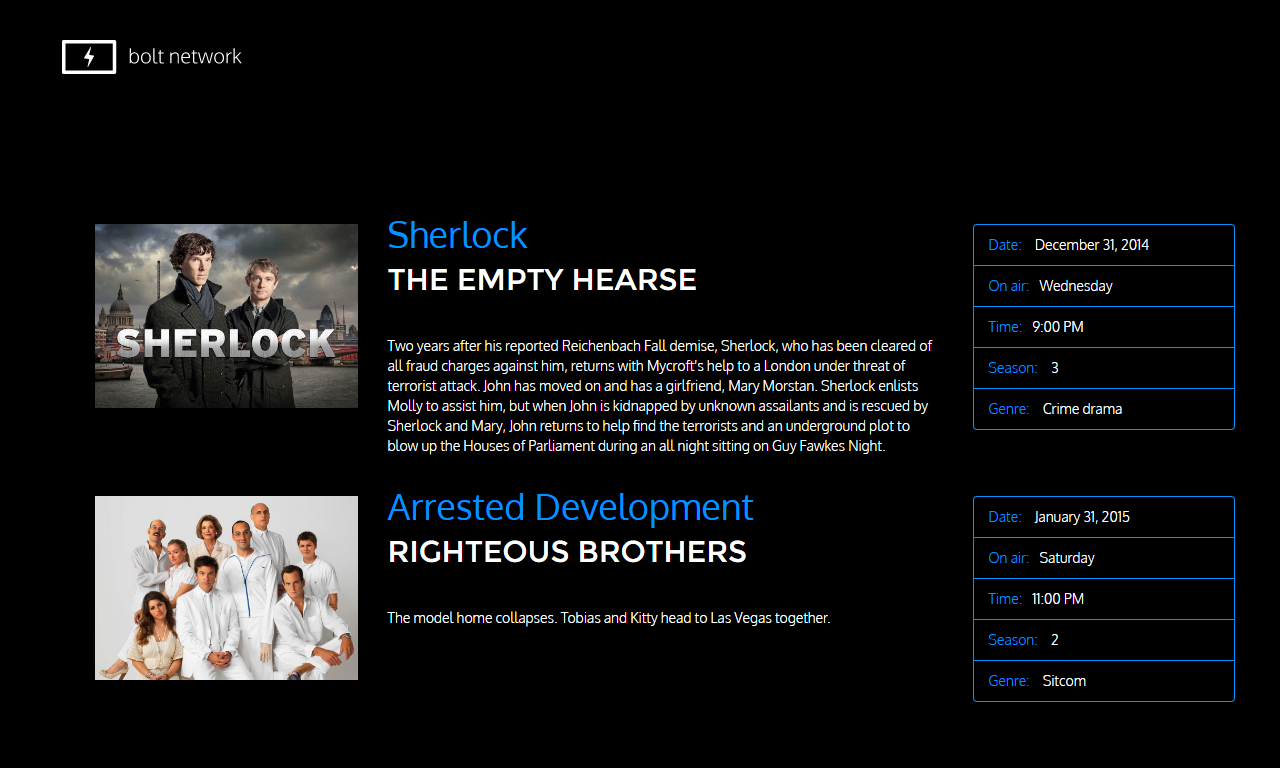 bolt network
SHERLOCK
Sherlock
THE EMPTY HEARSE
Two years after his reported Reichenbach Fall demise, Sherlock, who has been cleared of
all fraud charges against him, returns with Mycroft's help to a London under threat of
terrorist attack. John has moved on and has a girlfriend, Mary Morstan. Sherlock enlists
Molly to assist him, but when John is kidnapped by unknown assailants and is rescued by
Sherlock and Mary, John returns to help find the terrorists and an underground plot to
blow up the Houses of Parliament during an all night sitting on Guy Fawkes Night.
Date: December 31, 2014
On air: Wednesday
Time: 9:00 PM
Season: 3
Genre: Crime drama
Arrested Development
RIGHTEOUS BROTHERS
The model home collapses. Tobias and Kitty head to Las Vegas together.
Date: January 31, 2015
On air: Saturday
Time: 11:00 PM
Season: 2
Genre: Sitcom